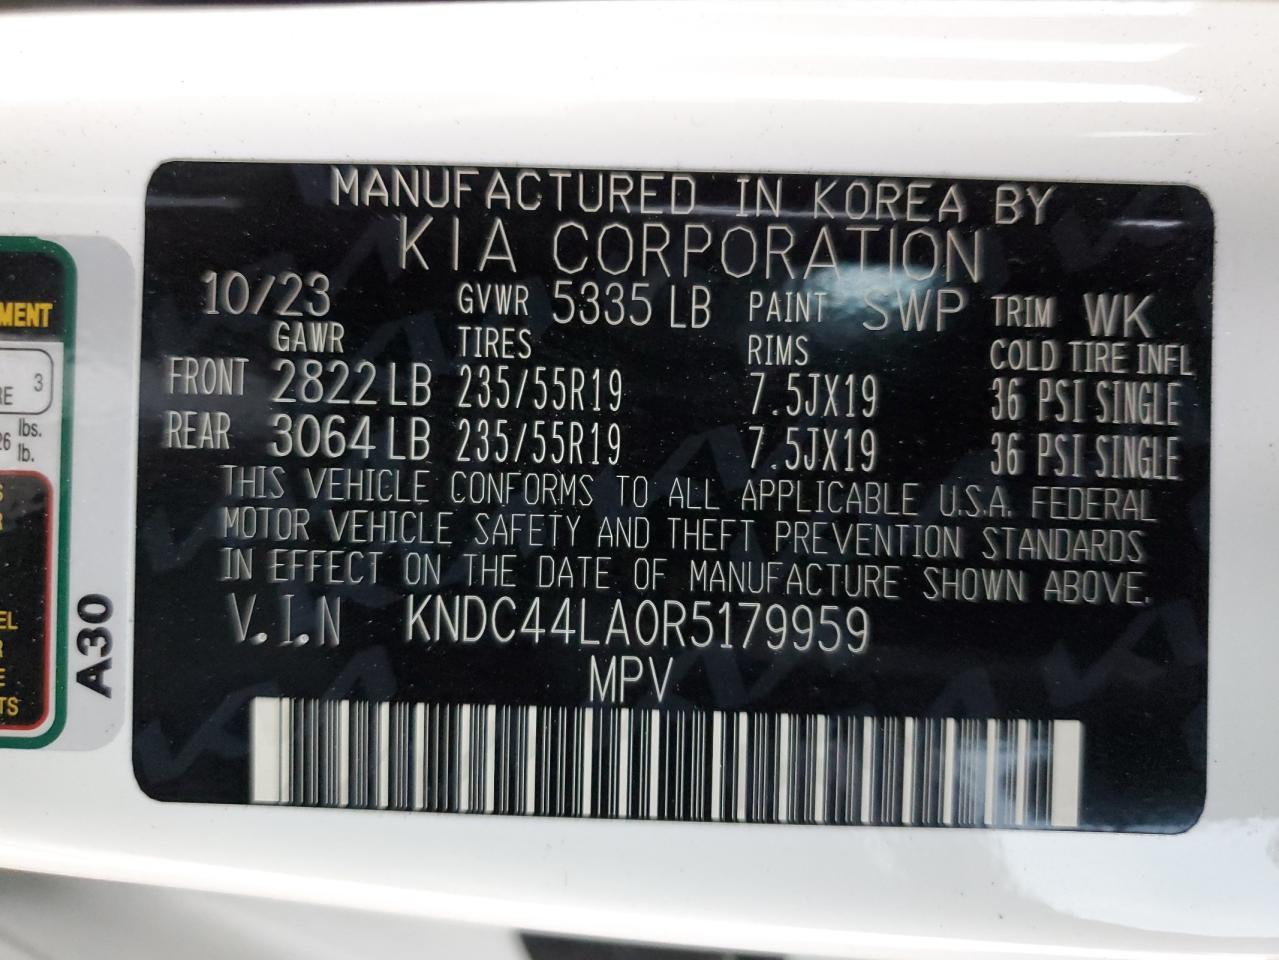 MANUFACTURED IN KOREA BY
KIA CORPORATION
10/23 GVWR 5335 LB PAINT SWP TRIM WK
GAWR TIRES RIMS COLD TIRE INFL
FRONT 2822 LB 235/55R19 7.5JX19 36 PSI SINGLE
REAR 3064 LB 235/55R19 7.5JX19 36 PSI SINGLE
THIS VEHICLE CONFORMS TO ALL APPLICABLE U.S.A. FEDERAL
MOTOR VEHICLE SAFETY AND THEFT PREVENTION STANDARDS
IN EFFECT ON THE DATE OF MANUFACTURE SHOWN ABOVE.
V.I.N KNDC44LA0R5179959
MPV
A30
3
lbs.
lb.